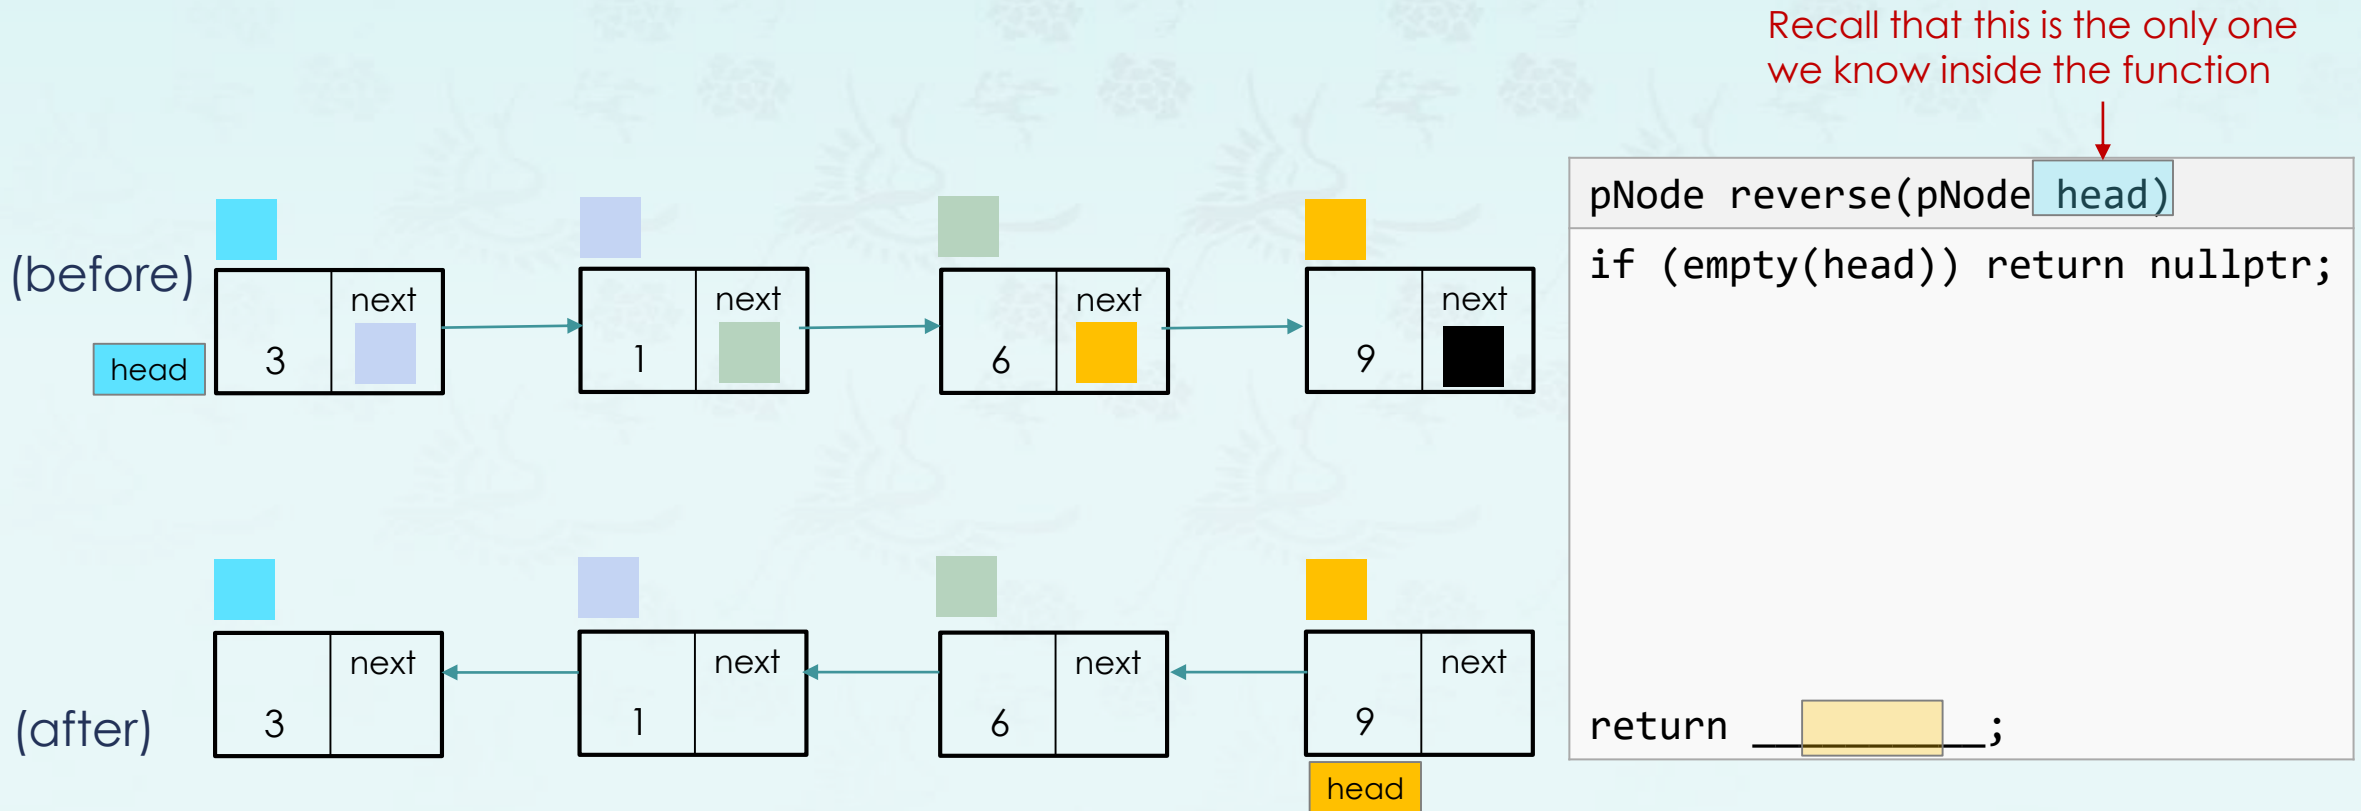 Recall that this is the only one
we know inside the function
pNode reverse(pNode head)
if (empty(head)) return nullptr;
return __________;
(before)
head
3 next
1 next
6 next
9 next
(after)
3 next
1 next
6 next
9 next
head